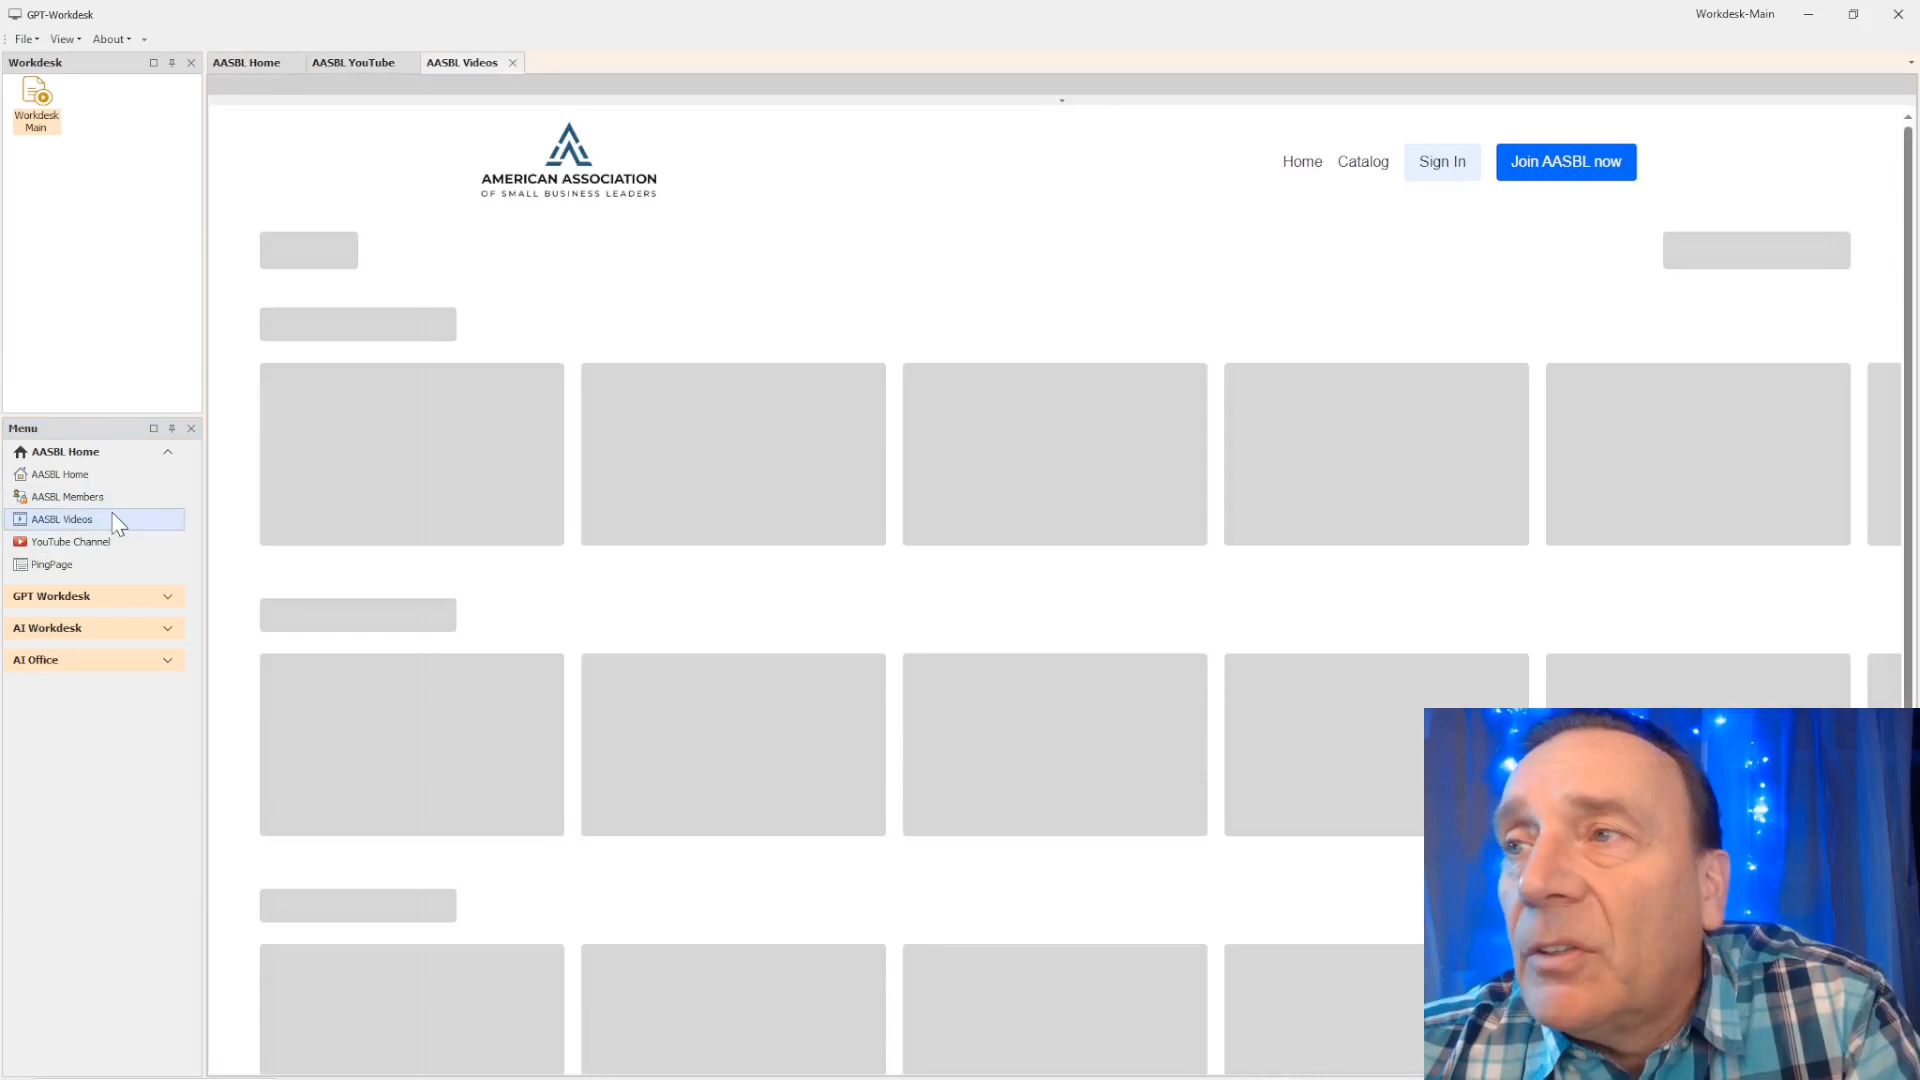 GPT-Workdesk
Workdesk-Main
File
View
About
Workdesk
AASBL Home
AASBL YouTube
AASBL Videos
Workdesk
Main
AMERICAN ASSOCIATION
OF SMALL BUSINESS LEADERS
Home
Catalog
Sign In
Join AASBL now
Menu
AASBL Home
AASBL Home
AASBL Members
AASBL Videos
YouTube Channel
PingPage
GPT Workdesk
AI Workdesk
AI Office